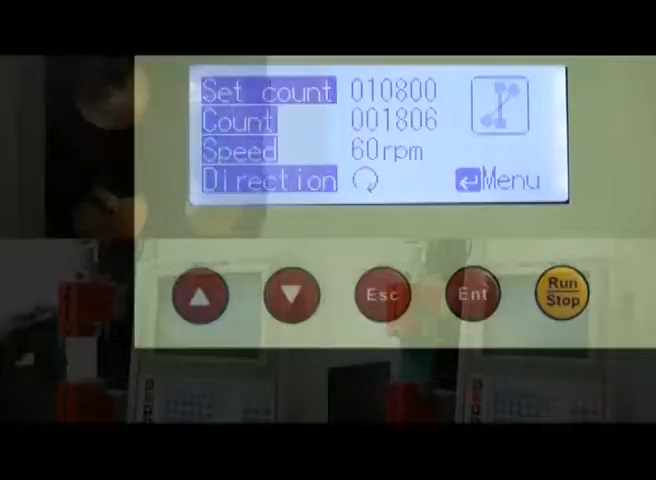 Set count 010800
Count 001806
Speed 60rpm
Direction Menu
Esc Ent Run Stop